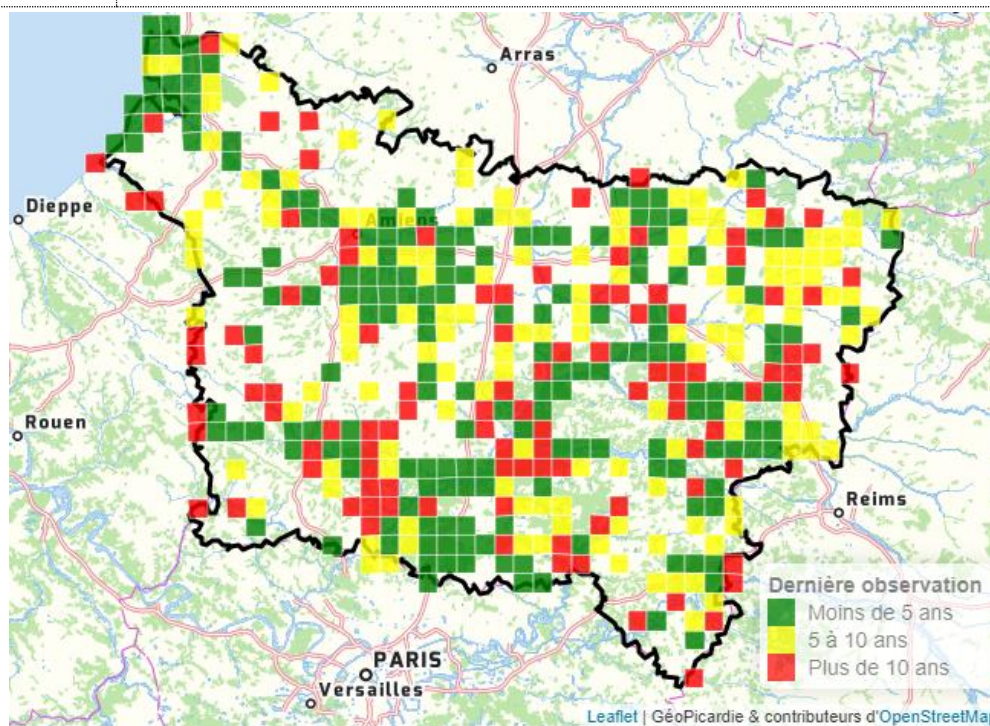 Arras
Dieppe
Amiens
Rouen
Reims
Dernière observation
Moins de 5 ans
5 à 10 ans
Plus de 10 ans
PARIS
Versailles
Leaflet | GéoPicardie & contributeurs d'OpenStreetMap